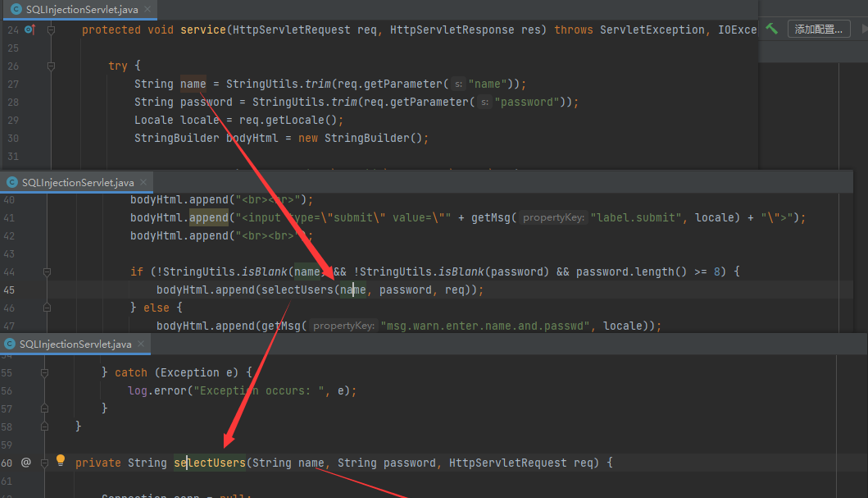 SQLInjectionServlet.java ×
24 protected void service(HttpServletRequest req, HttpServletResponse res) throws ServletException, IOExce
添加配置...
25
26 try {
27 String name = StringUtils.trim(req.getParameter( s: "name"));
28 String password = StringUtils.trim(req.getParameter( s: "password"));
29 Locale locale = req.getLocale();
30 StringBuilder bodyHtml = new StringBuilder();
31
SQLInjectionServlet.java ×
40 bodyHtml.append("<br><br>");
41 bodyHtml.append("<input type=\"submit\" value=\"" + getMsg( propertyKey: "label.submit", locale) + "\">");
42 bodyHtml.append("<br><br>");
43
44 if (!StringUtils.isBlank(name) && !StringUtils.isBlank(password) && password.length() >= 8) {
45 bodyHtml.append(selectUsers(name, password, req));
46 } else {
47 bodyHtml.append(getMsg( propertyKey: "msg.warn.enter.name.and.passwd", locale));
SQLInjectionServlet.java ×
55 } catch (Exception e) {
56 log.error("Exception occurs: ", e);
57 }
58 }
59
60 @ private String selectUsers(String name, String password, HttpServletRequest req) {
61